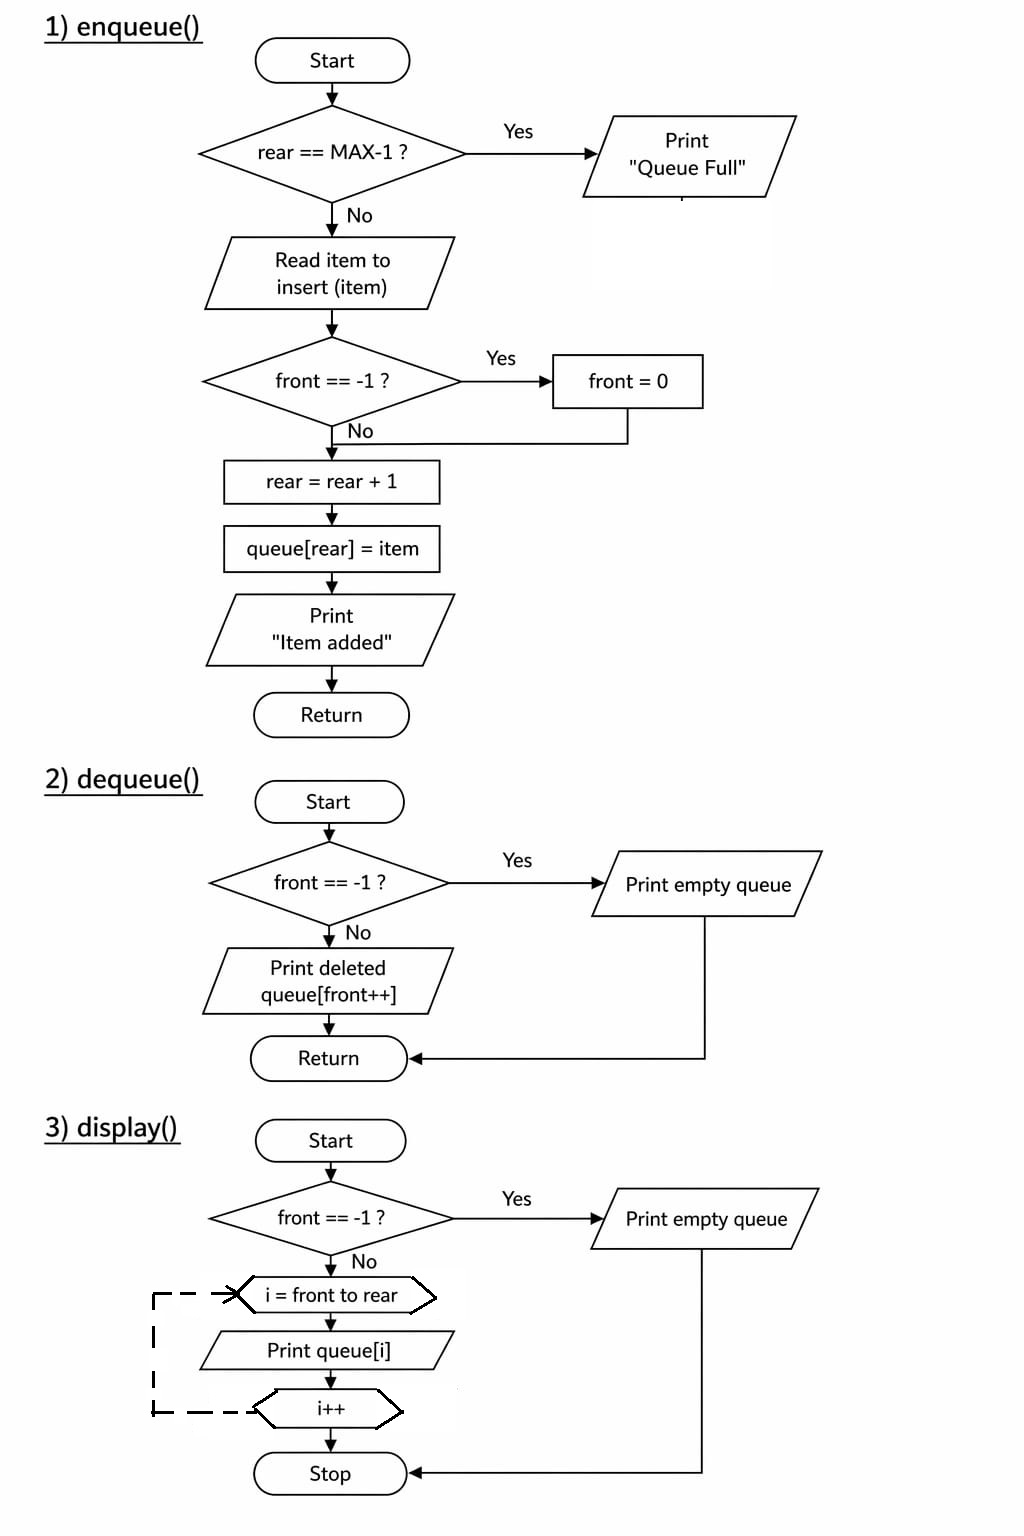 1) enqueue()
Start
rear == MAX-1 ?
Yes
Print
"Queue Full"
No
Read item to
insert (item)
front == -1 ?
Yes
front = 0
No
rear = rear + 1
queue[rear] = item
Print
"Item added"
Return
2) dequeue()
Start
front == -1 ?
Yes
Print empty queue
No
Print deleted
queue[front++]
Return
3) display()
Start
front == -1 ?
Yes
Print empty queue
No
i = front to rear
Print queue[i]
i++
Stop